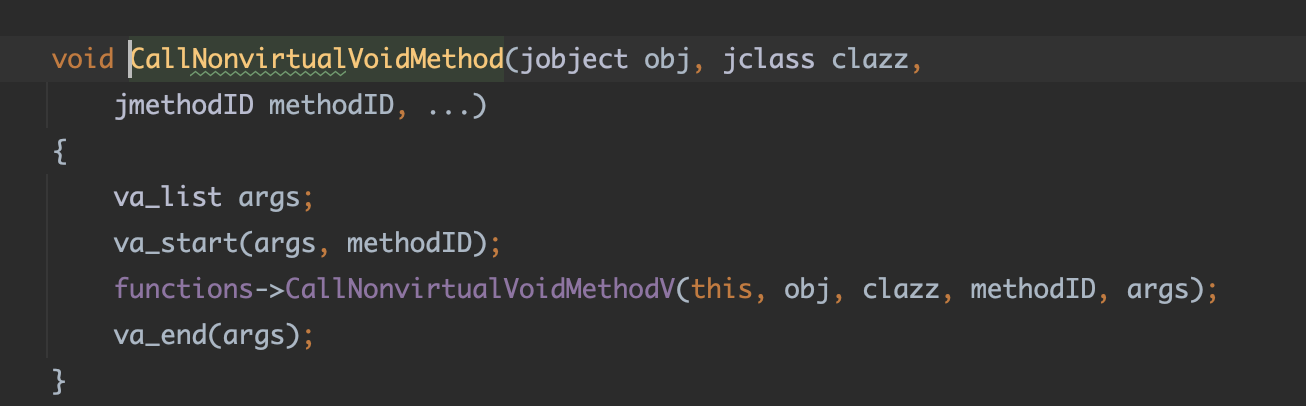 void CallNonvirtualVoidMethod(jobject obj, jclass clazz,
    jmethodID methodID, ...)
{
    va_list args;
    va_start(args, methodID);
    functions->CallNonvirtualVoidMethodV(this, obj, clazz, methodID, args);
    va_end(args);
}